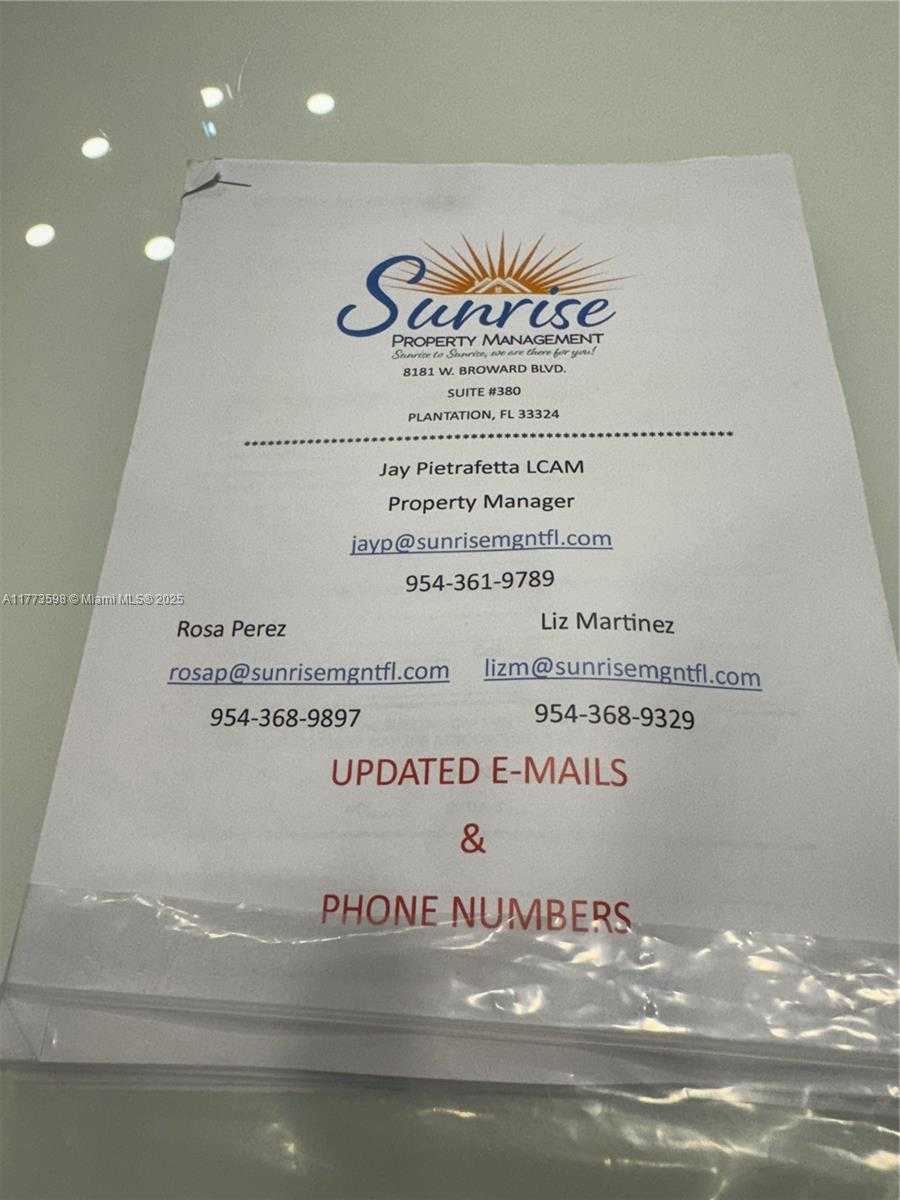 Sunrise
PROPERTY MANAGEMENT
Sunrise to Sunrise, we are there for you!
8181 W. BROWARD BLVD.
SUITE #380
PLANTATION, FL 33324
***************************************************************
Jay Pietrafetta LCAM
Property Manager
jayp@sunrisemgntfl.com
954-361-9789
A11773598 © Miami MLS® 2025
Rosa Perez Liz Martinez
rosap@sunrisemgntfl.com lizm@sunrisemgntfl.com
954-368-9897 954-368-9329
UPDATED E-MAILS
&
PHONE NUMBERS